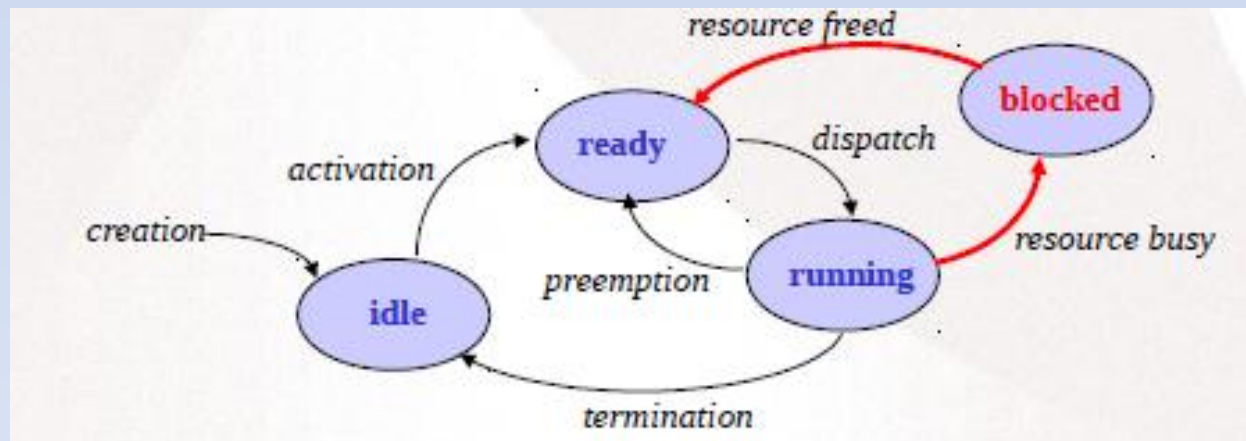 resource freed
blocked
ready
dispatch
activation
creation
resource busy
preemption
running
idle
termination